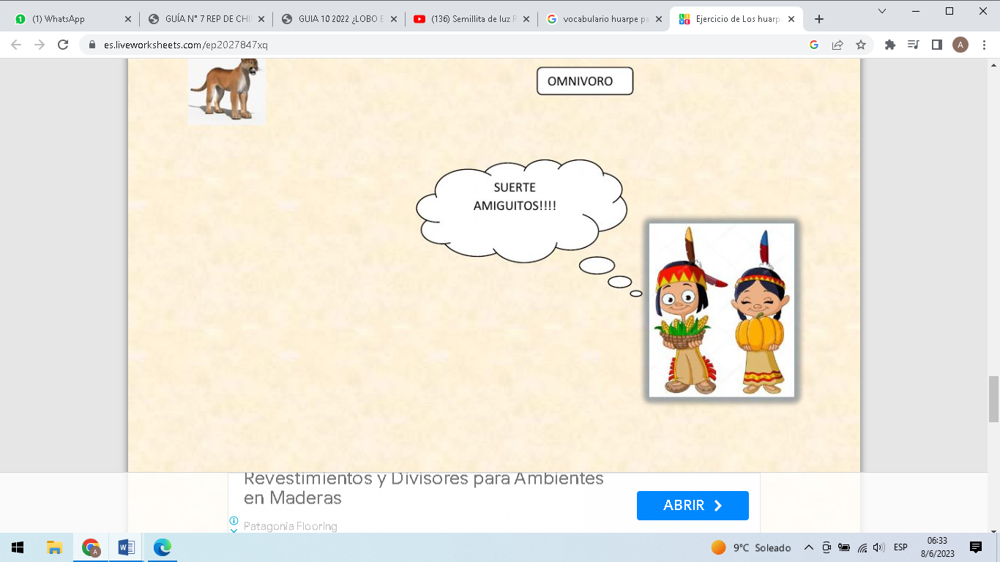 (1) WhatsApp
GUÍA N° 7 REP DE CHI
GUIA 10 2022 ¿LOBO E
(136) Semillita de luz R
vocabulario huarpe pa
Ejercicio de Los huarp
es.liveworksheets.com/ep2027847xq
A
OMNIVORO
SUERTE
AMIGUITOS!!!!
Revestimientos y Divisores para Ambientes
en Maderas
ABRIR
Patagonia Flooring
9°C Soleado
ESP
06:33
8/6/2023